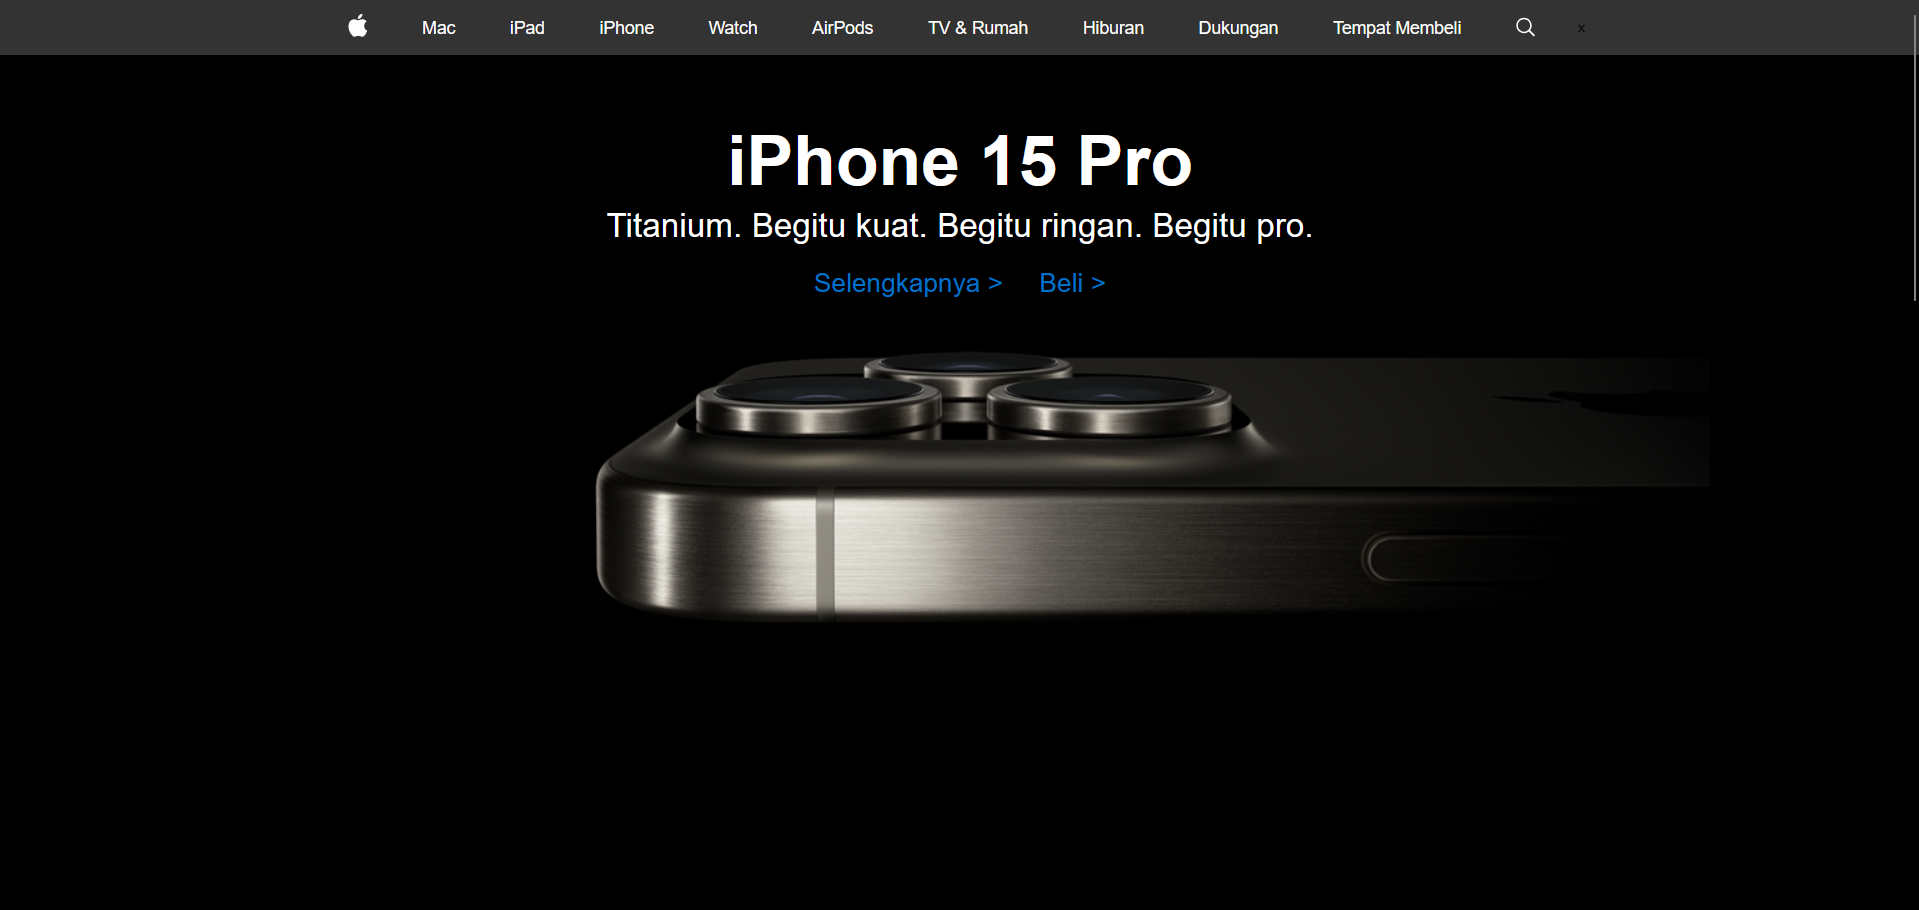 Mac iPad iPhone Watch AirPods TV & Rumah Hiburan Dukungan Tempat Membeli x
iPhone 15 Pro
Titanium. Begitu kuat. Begitu ringan. Begitu pro.
Selengkapnya > Beli >